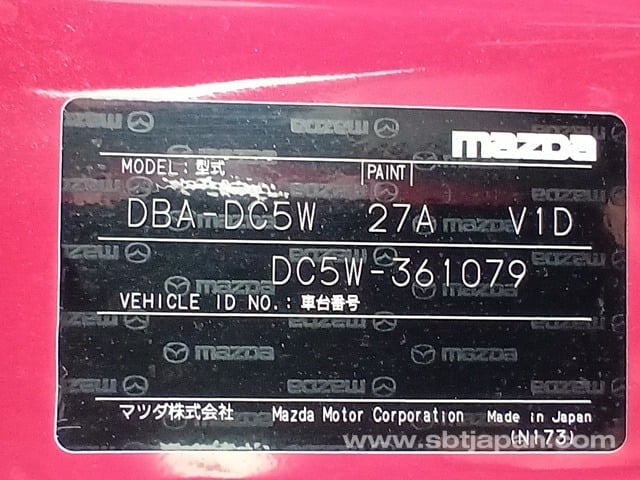 mazda
MODEL: 型式 PAINT
DBA-DC5W 27A V1D
DC5W-361079
VEHICLE ID NO.: 車台番号
マツダ株式会社 Mazda Motor Corporation Made in Japan
(N173)
www.sbtjapan.com